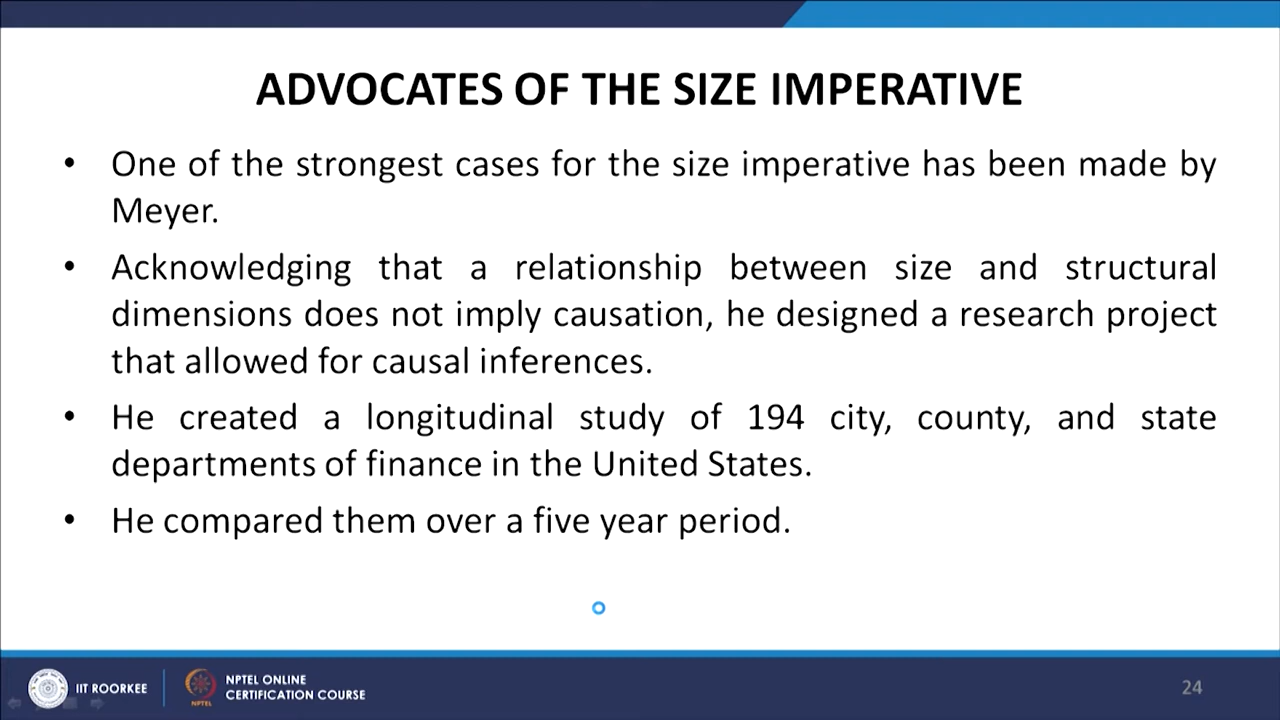 ADVOCATES OF THE SIZE IMPERATIVE
• One of the strongest cases for the size imperative has been made by
Meyer.
• Acknowledging that a relationship between size and structural
dimensions does not imply causation, he designed a research project
that allowed for causal inferences.
• He created a longitudinal study of 194 city, county, and state
departments of finance in the United States.
• He compared them over a five year period.
IIT ROORKEE
NPTEL
NPTEL ONLINE
CERTIFICATION COURSE
24